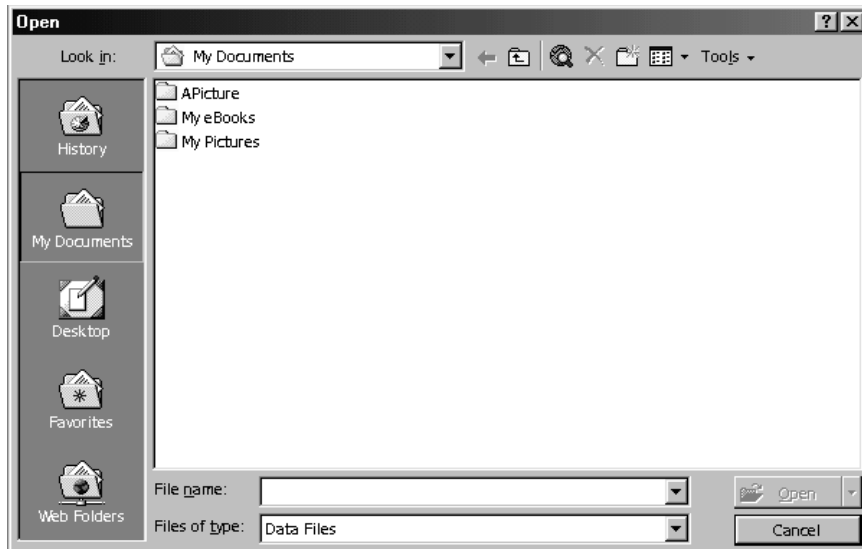 Open
Look in: My Documents Tools
APicture
My eBooks
My Pictures
History
My Documents
Desktop
Favorites
Web Folders
File name: Open
Files of type: Data Files Cancel